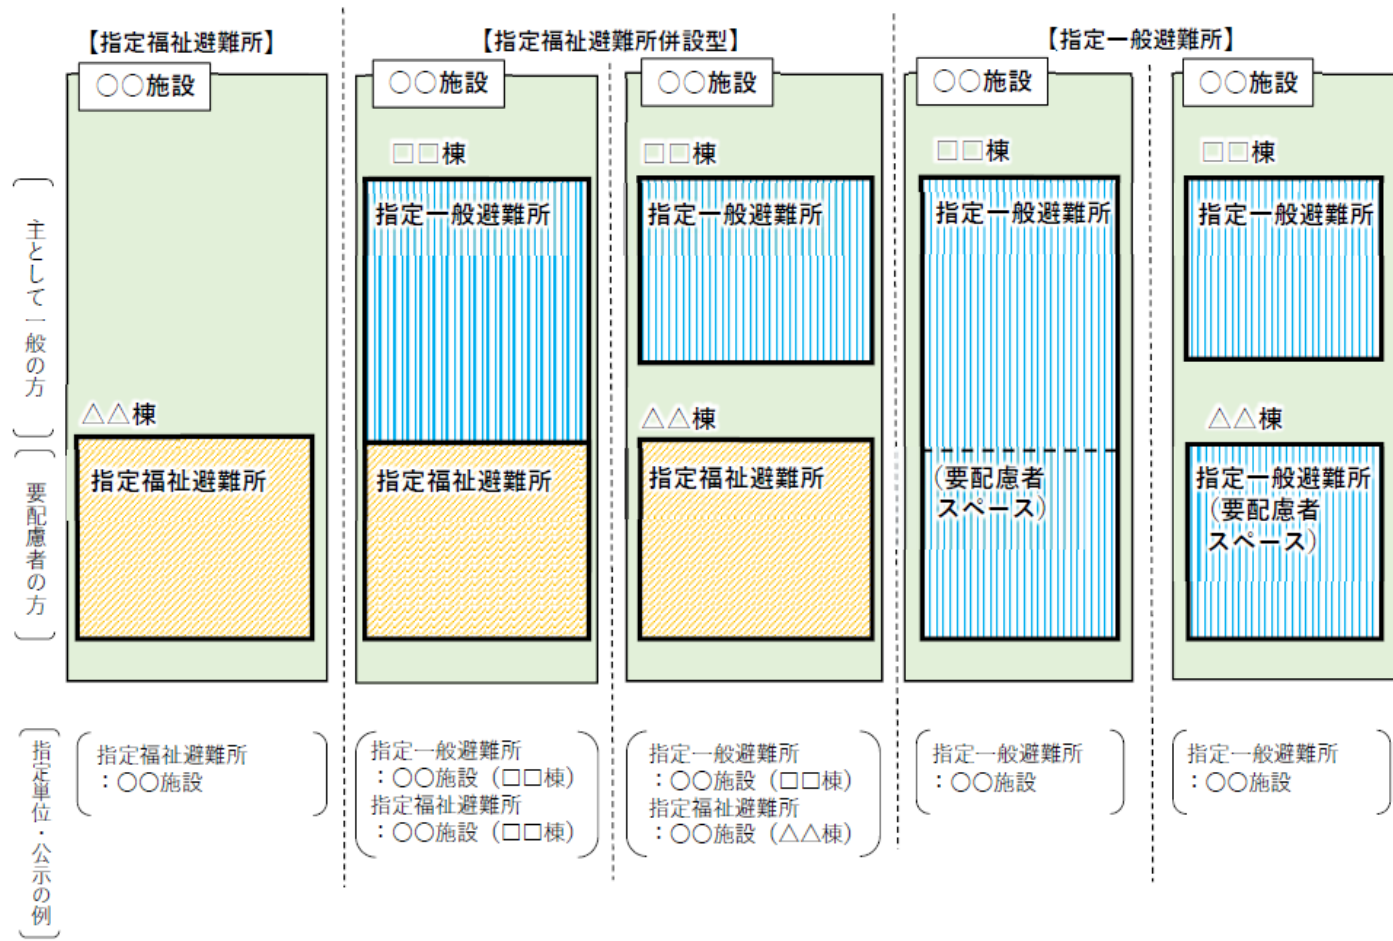 【指定福祉避難所】
【指定福祉避難所併設型】
【指定一般避難所】
主として一般の方
要配慮者の方
指定単位・公示の例
○○施設
△△棟
指定福祉避難所
指定福祉避難所
:○○施設
○○施設
□□棟
指定一般避難所
指定福祉避難所
指定一般避難所
:○○施設(□□棟)
指定福祉避難所
:○○施設(□□棟)
○○施設
□□棟
指定一般避難所
△△棟
指定福祉避難所
指定一般避難所
:○○施設(□□棟)
指定福祉避難所
:○○施設(△△棟)
○○施設
□□棟
指定一般避難所
(要配慮者
スペース)
指定一般避難所
:○○施設
○○施設
□□棟
指定一般避難所
△△棟
指定一般避難所
(要配慮者
スペース)
指定一般避難所
:○○施設